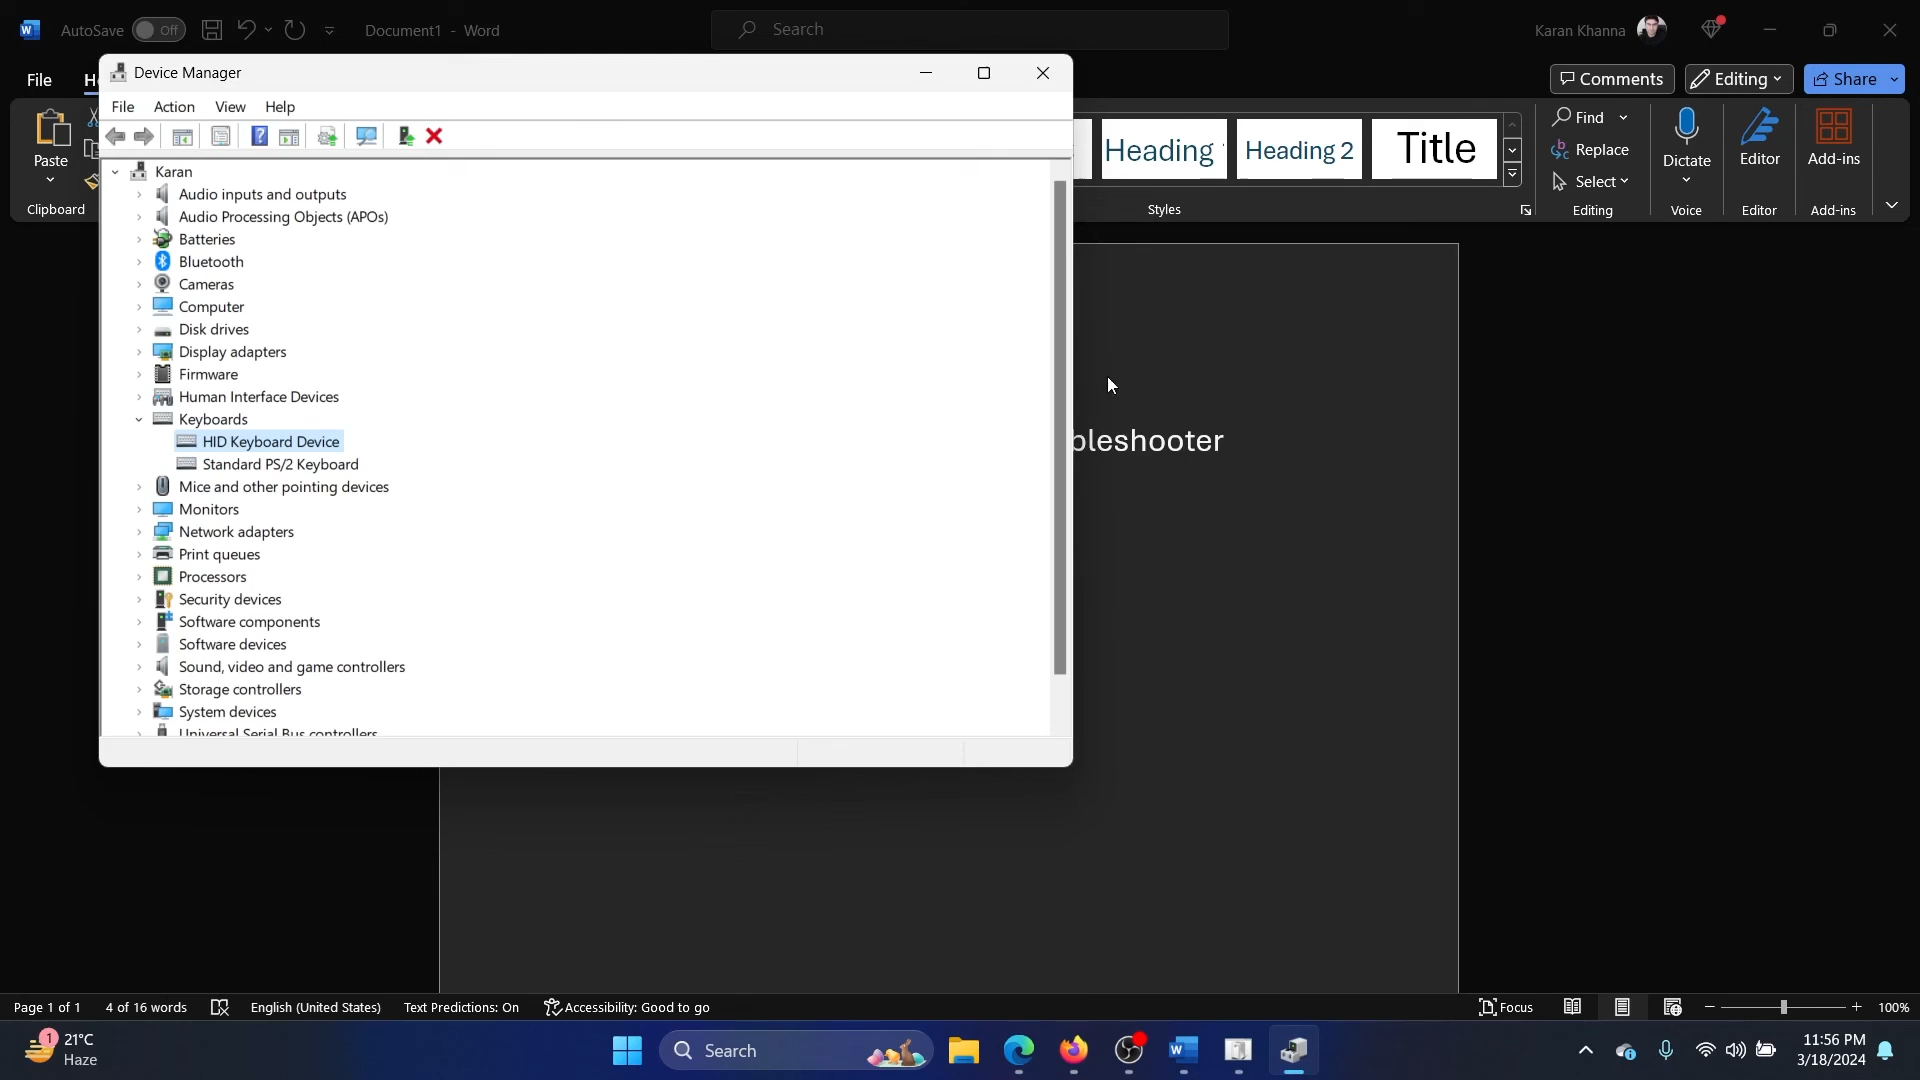 AutoSave Off Document1 - Word Search Karan Khanna
File
Comments Editing Share
Paste
Clipboard
Heading 2 Title
Styles
Find
Replace
Select
Editing
Dictate
Voice
Editor
Editor
Add-ins
Add-ins
Device Manager
File Action View Help
Karan
Audio inputs and outputs
Audio Processing Objects (APOs)
Batteries
Bluetooth
Cameras
Computer
Disk drives
Display adapters
Firmware
Human Interface Devices
Keyboards
HID Keyboard Device
Standard PS/2 Keyboard
Mice and other pointing devices
Monitors
Network adapters
Print queues
Processors
Security devices
Software components
Software devices
Sound, video and game controllers
Storage controllers
System devices
Universal Serial Bus controllers
Heading
bleshooter
Page 1 of 1 4 of 16 words English (United States) Text Predictions: On Accessibility: Good to go Focus 100%
1 21°C
Haze
Search
11:56 PM
3/18/2024